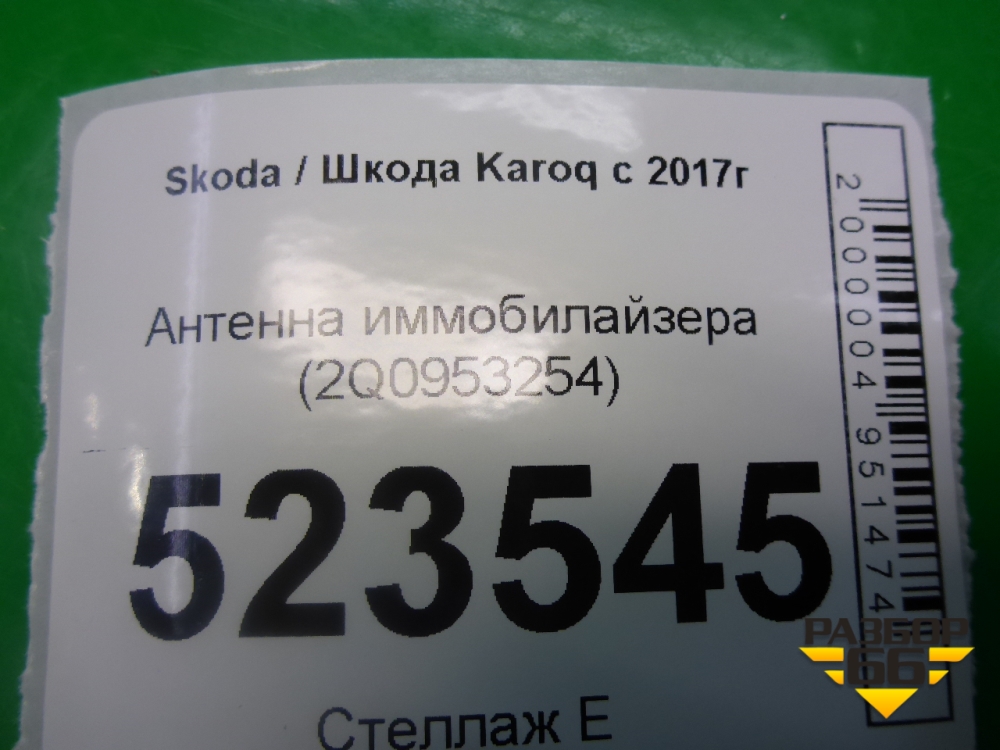 Skoda / Шкода Karoq с 2017г
Антенна иммобилайзера
(2Q0953254)
523545
Стеллаж Е
2000004951474
РАЗБОР
66